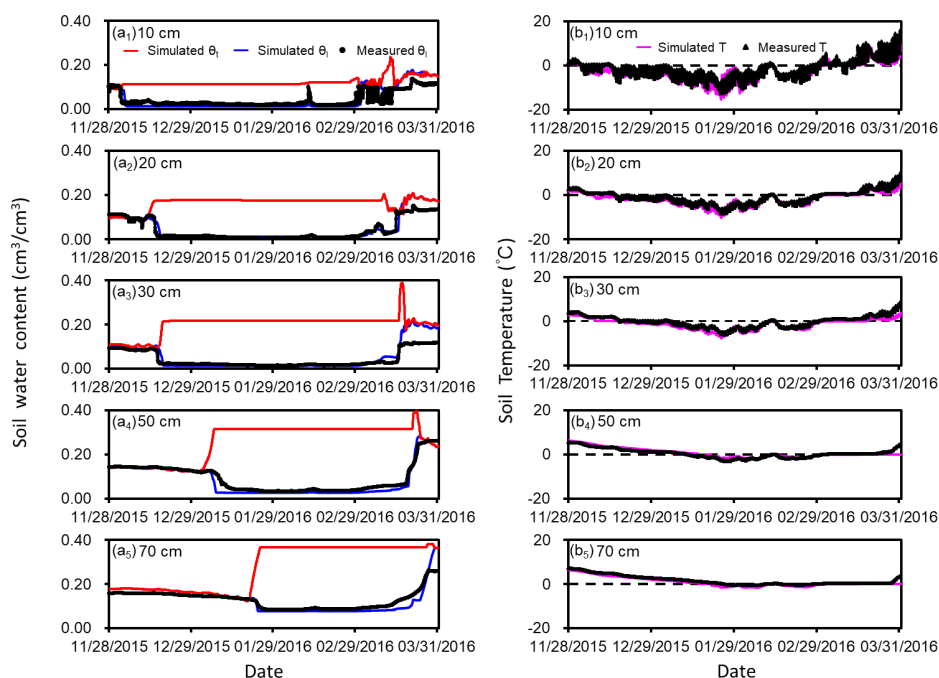 Soil water content (cm³/cm³)
(a₁)10 cm
Simulated θₜ
Simulated θₗ
Measured θₗ
0.40
0.20
0.00
11/28/2015 12/29/2015 01/29/2016 02/29/2016 03/31/2016
(a₂)20 cm
0.40
0.20
0.00
11/28/2015 12/29/2015 01/29/2016 02/29/2016 03/31/2016
(a₃)30 cm
0.40
0.20
0.00
11/28/2015 12/29/2015 01/29/2016 02/29/2016 03/31/2016
(a₄)50 cm
0.40
0.20
0.00
11/28/2015 12/29/2015 01/29/2016 02/29/2016 03/31/2016
(a₅)70 cm
0.40
0.20
0.00
11/28/2015 12/29/2015 01/29/2016 02/29/2016 03/31/2016
Date
Soil Temperature (°C)
(b₁)10 cm
Simulated T
Measured T
20
0
-20
11/28/2015 12/29/2015 01/29/2016 02/29/2016 03/31/2016
(b₂)20 cm
20
0
-20
11/28/2015 12/29/2015 01/29/2016 02/29/2016 03/31/2016
(b₃)30 cm
20
0
-20
11/28/2015 12/29/2015 01/29/2016 02/29/2016 03/31/2016
(b₄)50 cm
20
0
-20
11/28/2015 12/29/2015 01/29/2016 02/29/2016 03/31/2016
(b₅)70 cm
20
0
-20
11/28/2015 12/29/2015 01/29/2016 02/29/2016 03/31/2016
Date